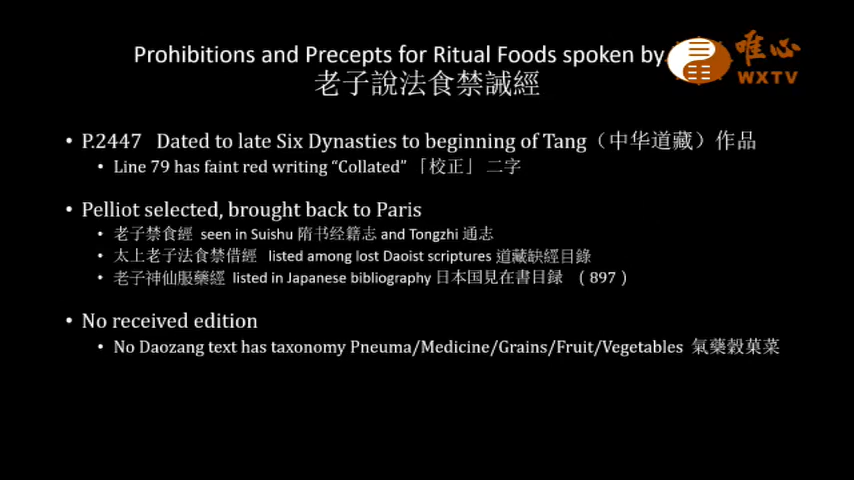 Prohibitions and Precepts for Ritual Foods spoken by
老子說法食禁誡經
唯心
WXTV
• P.2447 Dated to late Six Dynasties to beginning of Tang（中华道藏）作品
• Line 79 has faint red writing “Collated” 「校正」 二字
• Pelliot selected, brought back to Paris
• 老子禁食經 seen in Suishu 隋书经籍志 and Tongzhi 通志
• 太上老子法食禁借經 listed among lost Daoist scriptures 道藏缺經目錄
• 老子神仙服藥經 listed in Japanese bibliography 日本国見在書目録 （897）
• No received edition
• No Daozang text has taxonomy Pneuma/Medicine/Grains/Fruit/Vegetables 氣藥穀菓菜